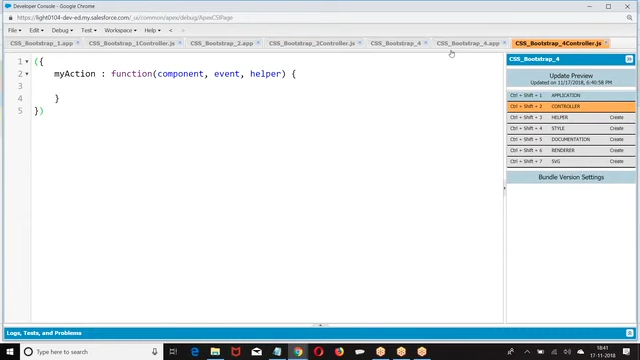 Developer Console - Google Chrome
https://light0104-dev-ed.my.salesforce.com/_ui/common/apex/debug/ApexCSIPage
File Edit Debug Test Workspace Help < >
CSS_Bootstrap_1.app CSS_Bootstrap_1Controller.js CSS_Bootstrap_2.app CSS_Bootstrap_2Controller.js CSS_Bootstrap_4 CSS_Bootstrap_4.app CSS_Bootstrap_4Controller.js
1 ({
2 myAction : function(component, event, helper) {
3
4 }
5 })
CSS_Bootstrap_4
Update Preview
Updated on 11/17/2018, 6:40:58 PM
Ctrl + Shift + 1 APPLICATION
Ctrl + Shift + 2 CONTROLLER
Ctrl + Shift + 3 HELPER Create
Ctrl + Shift + 4 STYLE Create
Ctrl + Shift + 5 DOCUMENTATION Create
Ctrl + Shift + 6 RENDERER Create
Ctrl + Shift + 7 SVG Create
Bundle Version Settings
Logs, Tests, and Problems
Type here to search
18:41
17-11-2018